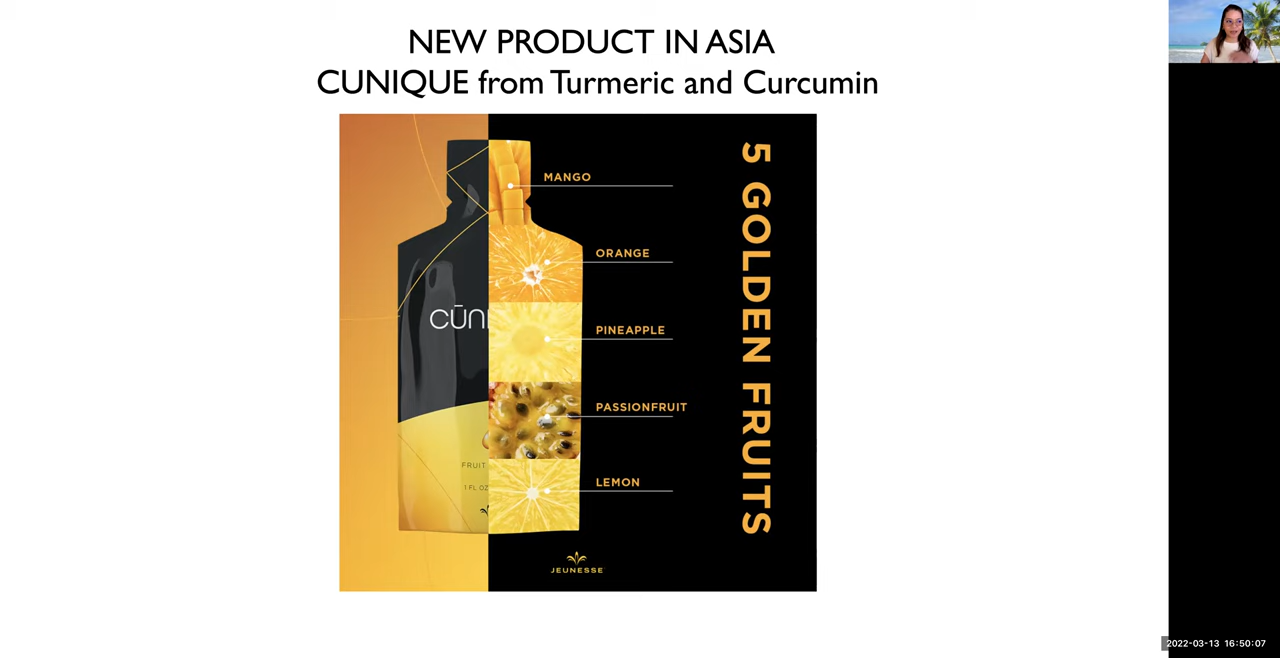 NEW PRODUCT IN ASIA
CUNIQUE from Turmeric and Curcumin
MANGO
ORANGE
PINEAPPLE
PASSIONFRUIT
LEMON
5 GOLDEN FRUITS
CŪNI
FRUIT
1 FL OZ
JEUNESSE
2022-03-13 16:50:07